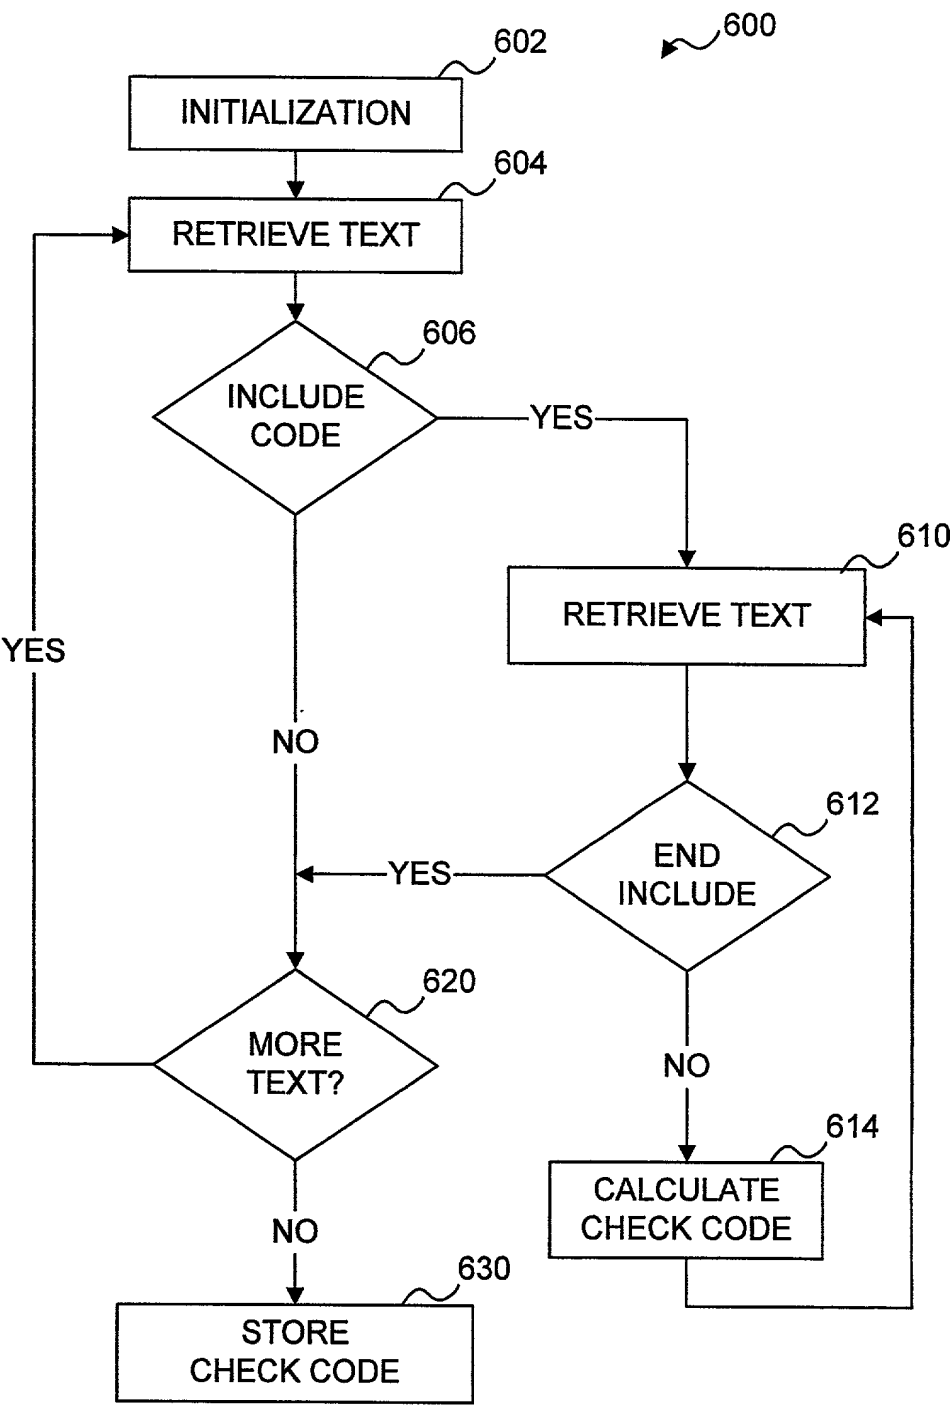 600
602
INITIALIZATION
604
RETRIEVE TEXT
606
INCLUDE
CODE
YES
610
RETRIEVE TEXT
YES
NO
612
END
INCLUDE
YES
620
MORE
TEXT?
NO
614
CALCULATE
CHECK CODE
NO
630
STORE
CHECK CODE